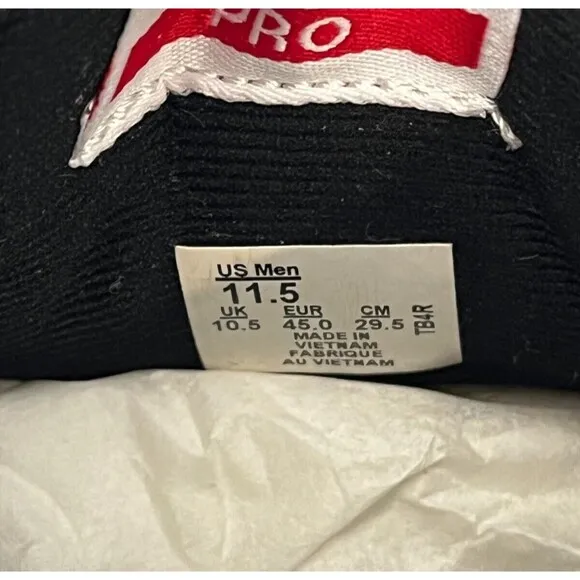 PRO
US Men
11.5
UK EUR CM
10.5 45.0 29.5
MADE IN
VIETNAM
FABRIQUE
AU VIETNAM
TB4R